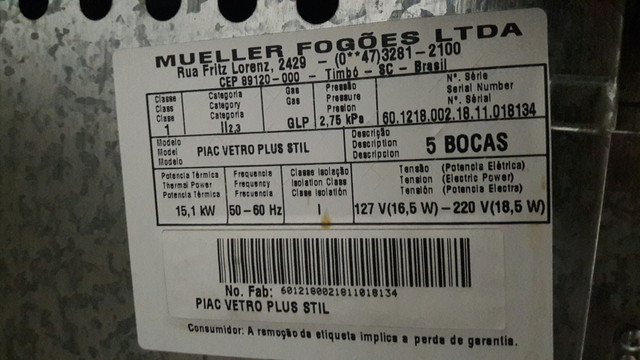 MUELLER FOGÕES LTDA
Rua Fritz Lorenz, 2429 - (0**47)3281-2100
CEP 89120-000 - Timbó - SC - Brasil
Classe Class Clase 1
Categoria Category Categoria II2,3
Gas Gas GLP
Pressão Pressure Presion 2,75 kPa
Nº. Série Serial Number Nº. Sérial 60.1218.002.18.11.018134
Modelo Model Modelo PIAC VETRO PLUS STIL
Descrição Description Descripcion 5 BOCAS
Potencia Térmica Thermal Power Potencia Térmica 15,1 kW
Frequencia Frequency Frecuencia 50-60 Hz
Classe Isolação Isolation Class Clase Isolatión I
Tensão (Potencia Elétrica)
Tension (Electric Power)
Tensión (Potencia Electra)
127 V(16,5 W)-220 V(18,5 W)
No. Fab: 6012180021811018134
PIAC VETRO PLUS STIL
Consumidor: A remoção da etiqueta implica a perda de garantia.